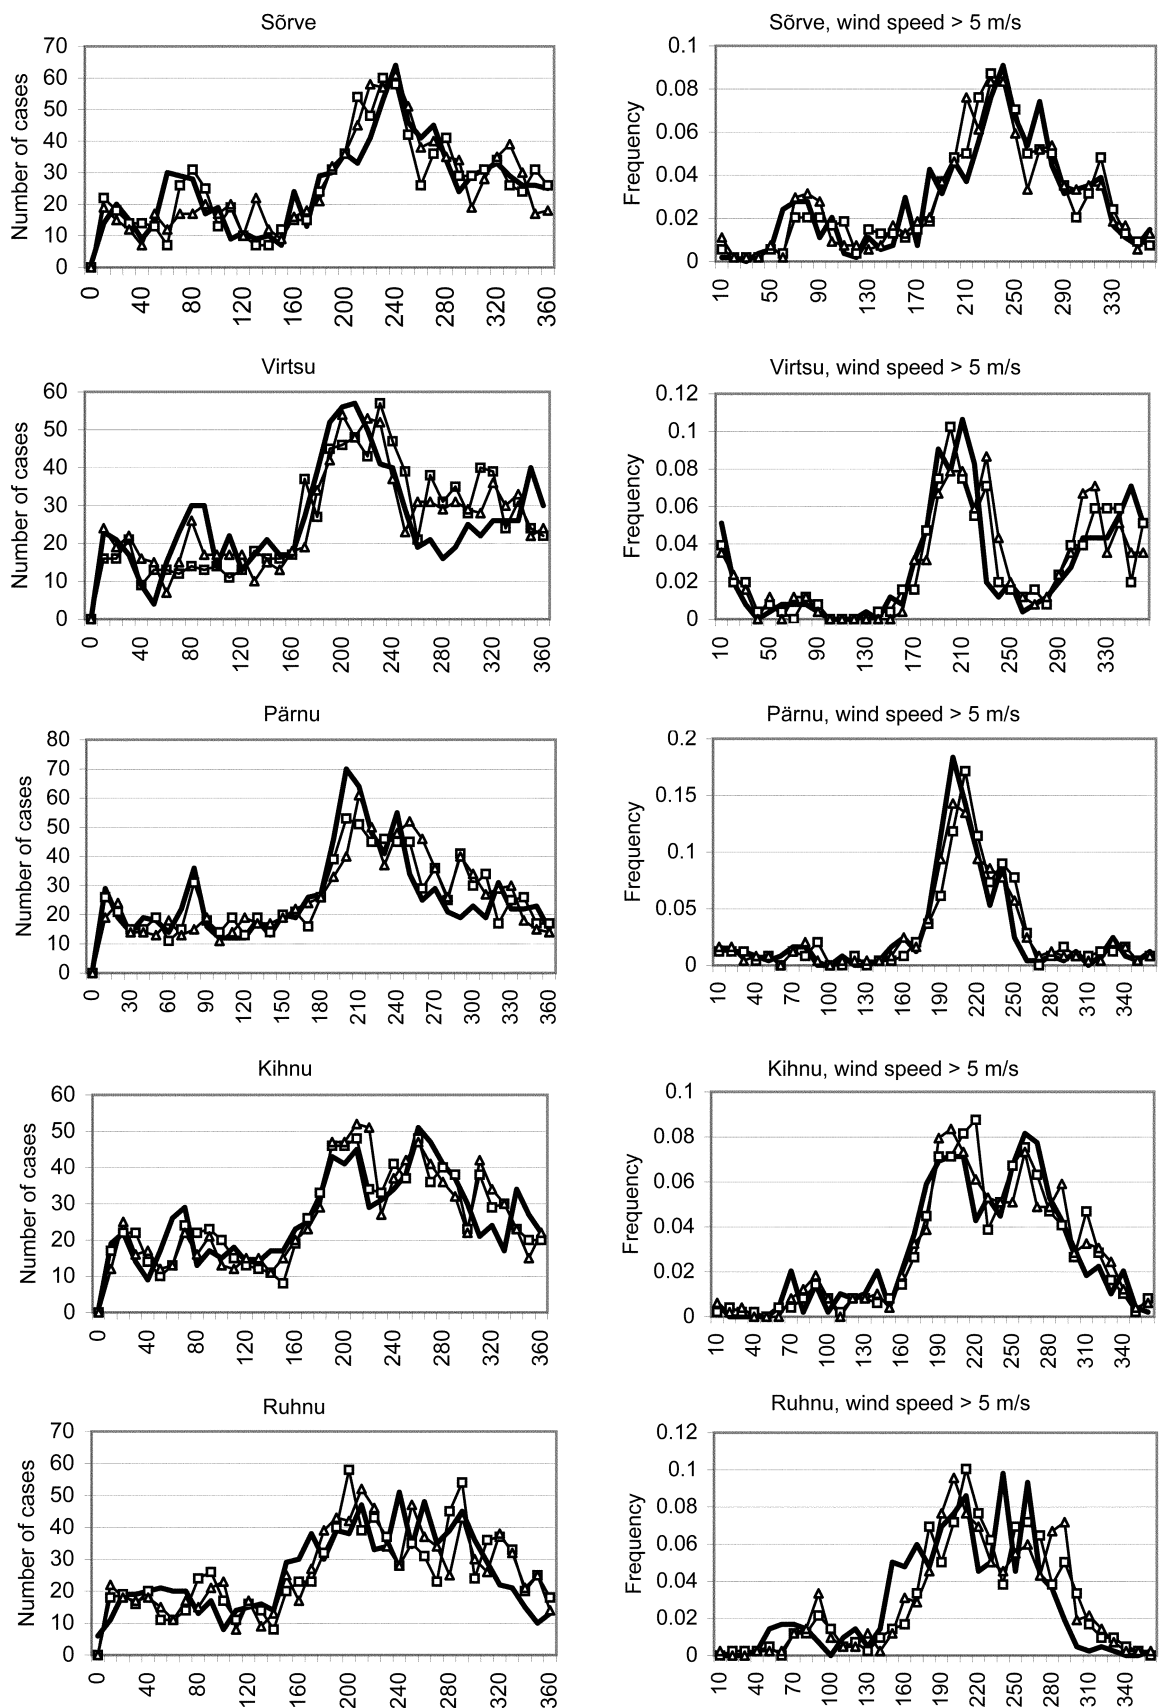 Sõrve
Number of cases
70
60
50
40
30
20
10
0
0 40 80 120 160 200 240 280 320 360
Sõrve, wind speed > 5 m/s
Frequency
0.1
0.08
0.06
0.04
0.02
0
10 50 90 130 170 210 250 290 330
Virtsu
Number of cases
60
50
40
30
20
10
0
0 40 80 120 160 200 240 280 320 360
Virtsu, wind speed > 5 m/s
Frequency
0.12
0.1
0.08
0.06
0.04
0.02
0
10 50 90 130 170 210 250 290 330
Pärnu
Number of cases
80
70
60
50
40
30
20
10
0
0 30 60 90 120 150 180 210 240 270 300 330 360
Pärnu, wind speed > 5 m/s
Frequency
0.2
0.15
0.1
0.05
0
10 40 70 100 130 160 190 220 250 280 310 340
Kihnu
Number of cases
60
50
40
30
20
10
0
0 40 80 120 160 200 240 280 320 360
Kihnu, wind speed > 5 m/s
Frequency
0.1
0.08
0.06
0.04
0.02
0
10 40 70 100 130 160 190 220 250 280 310 340
Ruhnu
Number of cases
70
60
50
40
30
20
10
0
0 40 80 120 160 200 240 280 320 360
Ruhnu, wind speed > 5 m/s
Frequency
0.12
0.1
0.08
0.06
0.04
0.02
0
10 40 70 100 130 160 190 220 250 280 310 340